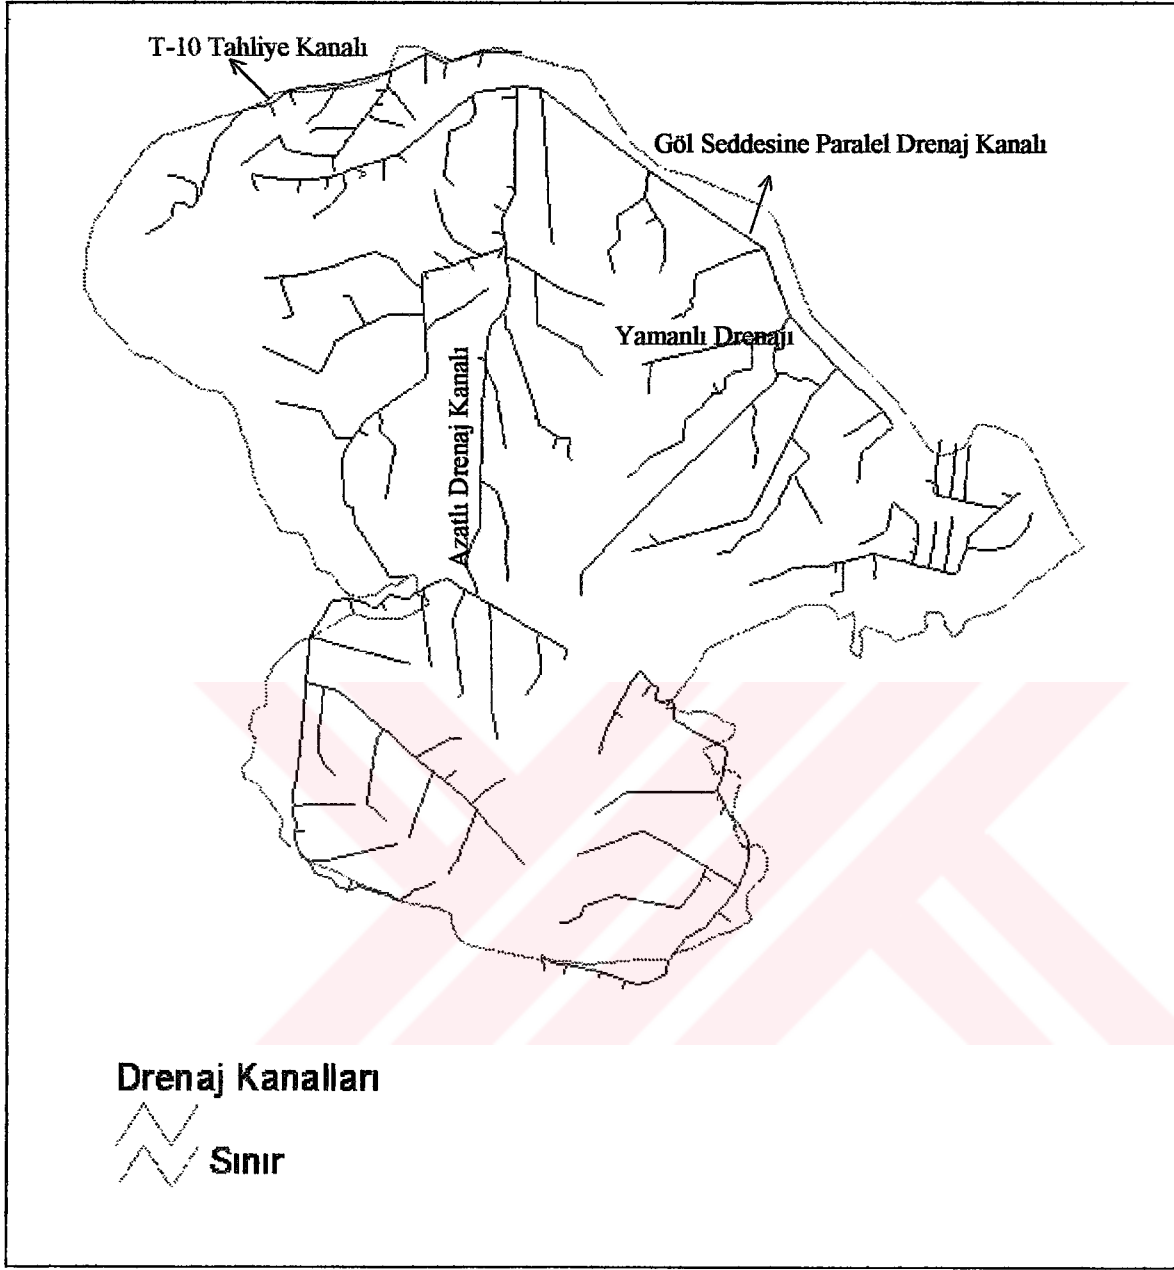 T-10 Tahliye Kanalı
Göl Seddesine Paralel Drenaj Kanalı
Yamanlı Drenajı
Azatlı Drenaj Kanalı
Drenaj Kanalları
Sınır